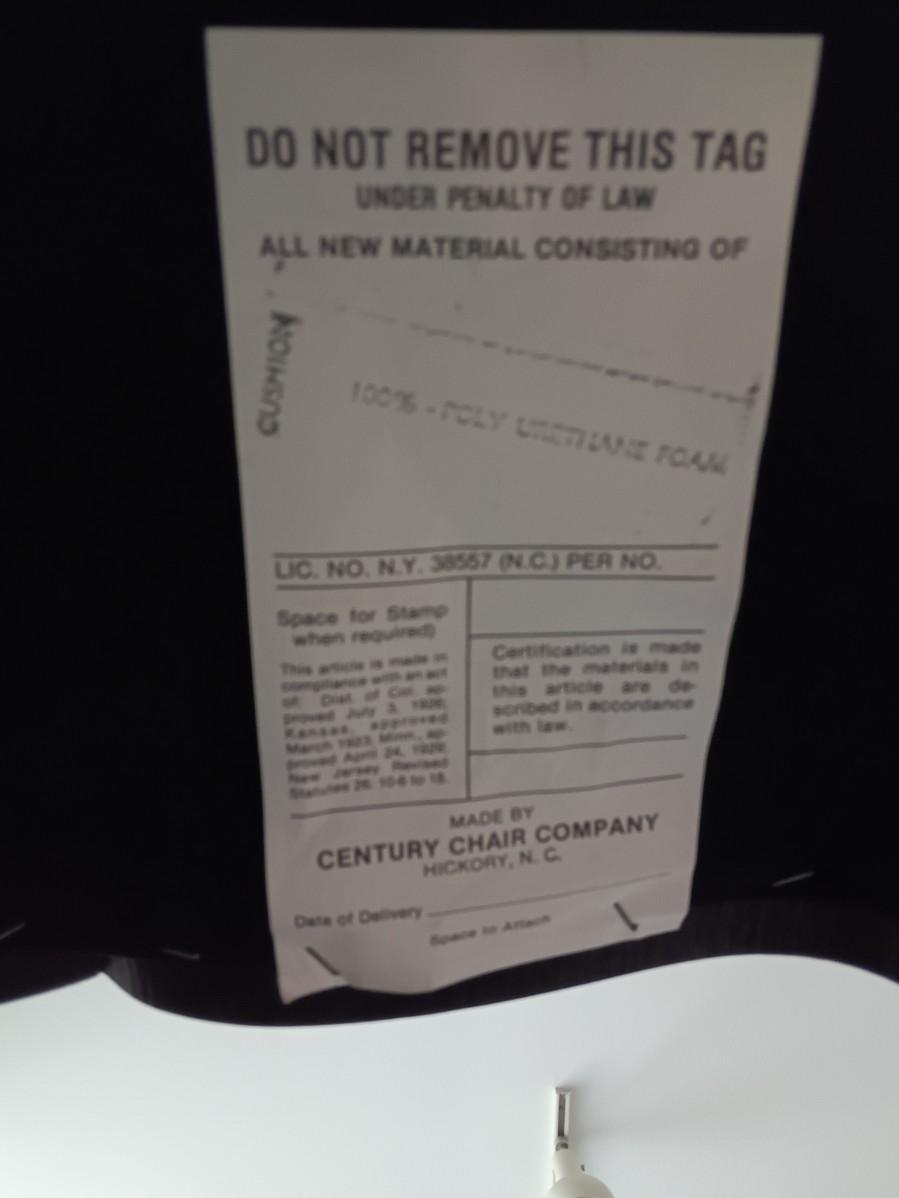 DO NOT REMOVE THIS TAG
UNDER PENALTY OF LAW
ALL NEW MATERIAL CONSISTING OF
CUSHION
100% - POLY URETHANE FOAM
LIC. NO. N.Y. 38557 (N.C.) PER NO.
Space for Stamp
when required)
This article is made in
compliance with an act
of: Dist. of Col. ap-
proved July 3, 1926;
Kansas, approved
March 1923; Minn., ap-
proved April 24, 1929;
New Jersey Revised
Statutes 26: 10-6 to 18.
Certification is made
that the materials in
this article are de-
scribed in accordance
with law.
MADE BY
CENTURY CHAIR COMPANY
HICKORY, N. C.
Date of Delivery
Space to Attach